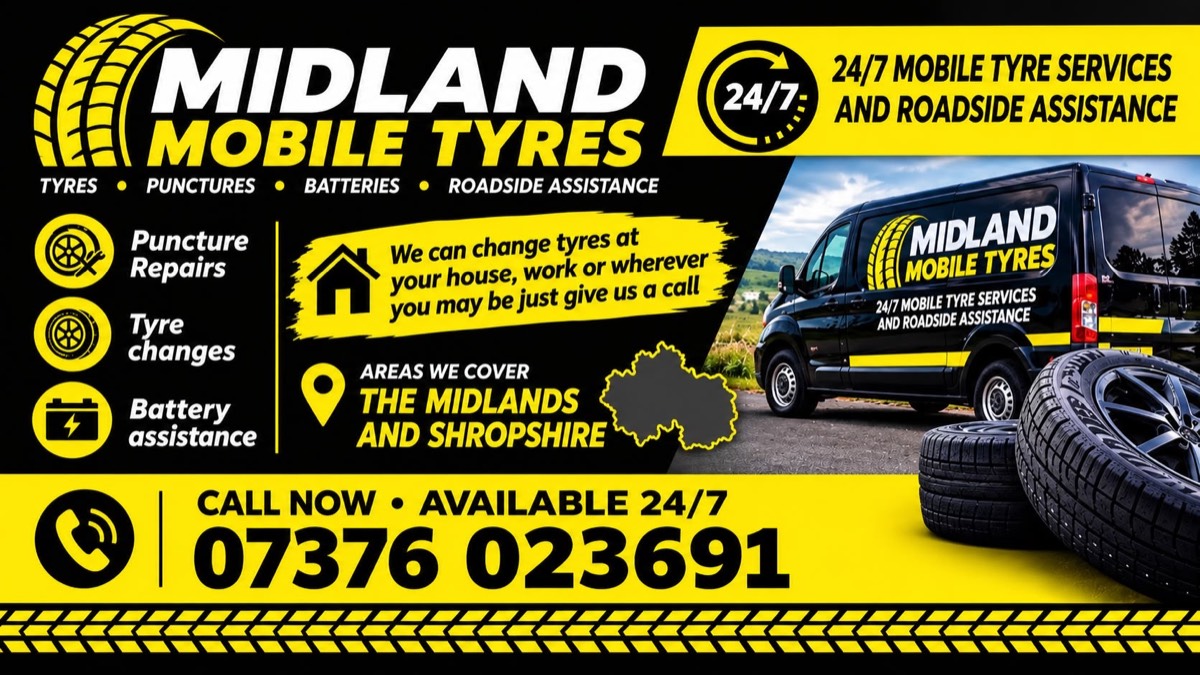 MIDLAND
MOBILE TYRES
TYRES • PUNCTURES • BATTERIES • ROADSIDE ASSISTANCE
24/7
24/7 MOBILE TYRE SERVICES
AND ROADSIDE ASSISTANCE
Puncture
Repairs
Tyre
changes
Battery
assistance
We can change tyres at
your house, work or wherever
you may be just give us a call
AREAS WE COVER
THE MIDLANDS
AND SHROPSHIRE
MIDLAND
MOBILE TYRES
24/7 MOBILE TYRE SERVICES
AND ROADSIDE ASSISTANCE
CALL NOW • AVAILABLE 24/7
07376 023691